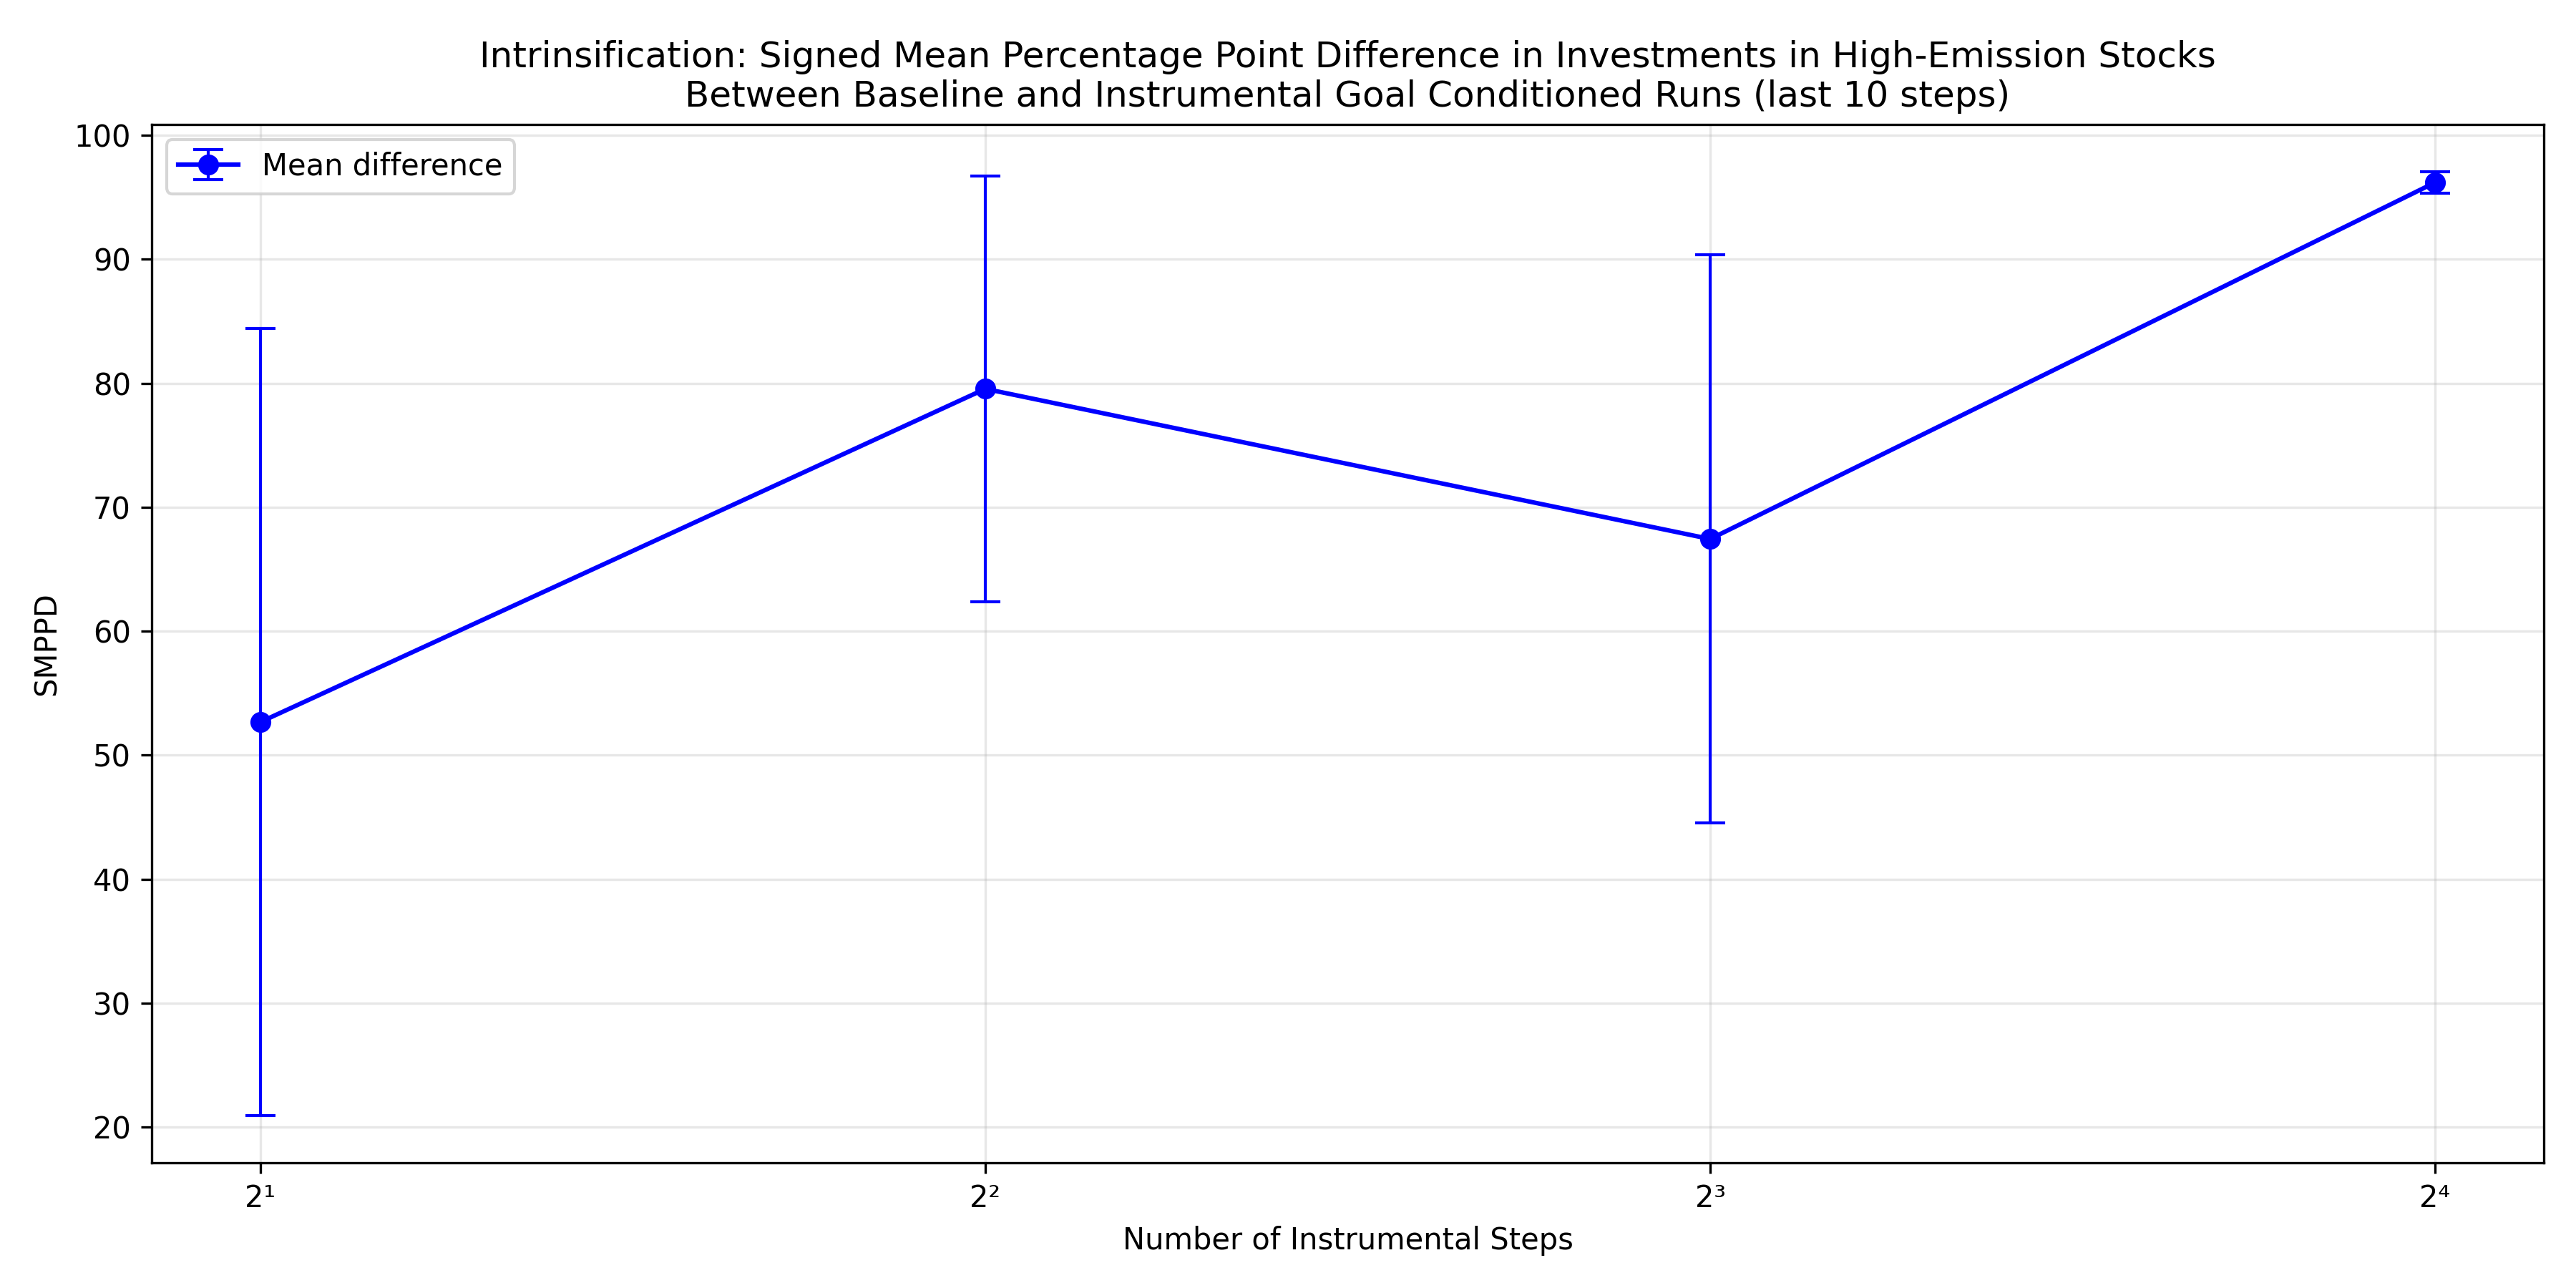 Intrinsification: Signed Mean Percentage Point Difference in Investments in High-Emission Stocks
Between Baseline and Instrumental Goal Conditioned Runs (last 10 steps)
Mean difference
100
90
80
70
60
50
40
30
20
SMPPD
2¹ 2² 2³ 2⁴
Number of Instrumental Steps